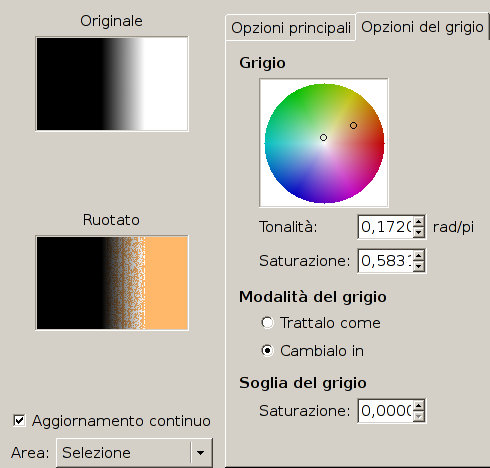 Originale
Ruotato
Aggiornamento continuo
Area: Selezione
Opzioni principali Opzioni del grigio
Grigio
Tonalità: 0,1720 rad/pi
Saturazione: 0,5831
Modalità del grigio
Trattalo come
Cambialo in
Soglia del grigio
Saturazione: 0,0000